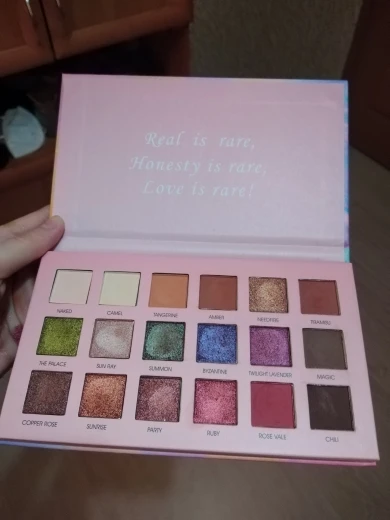 Real is rare,
Honesty is rare,
Love is rare!
NAKED CAMEL TANGERINE AMBER NEEDFIRE TIRAMISU
THE PALACE SUN RAY SUMMON BYZANTINE TWILIGHT LAVENDER MAGIC
COPPER ROSE SUNRISE PARTY RUBY ROSE VALE CHILI